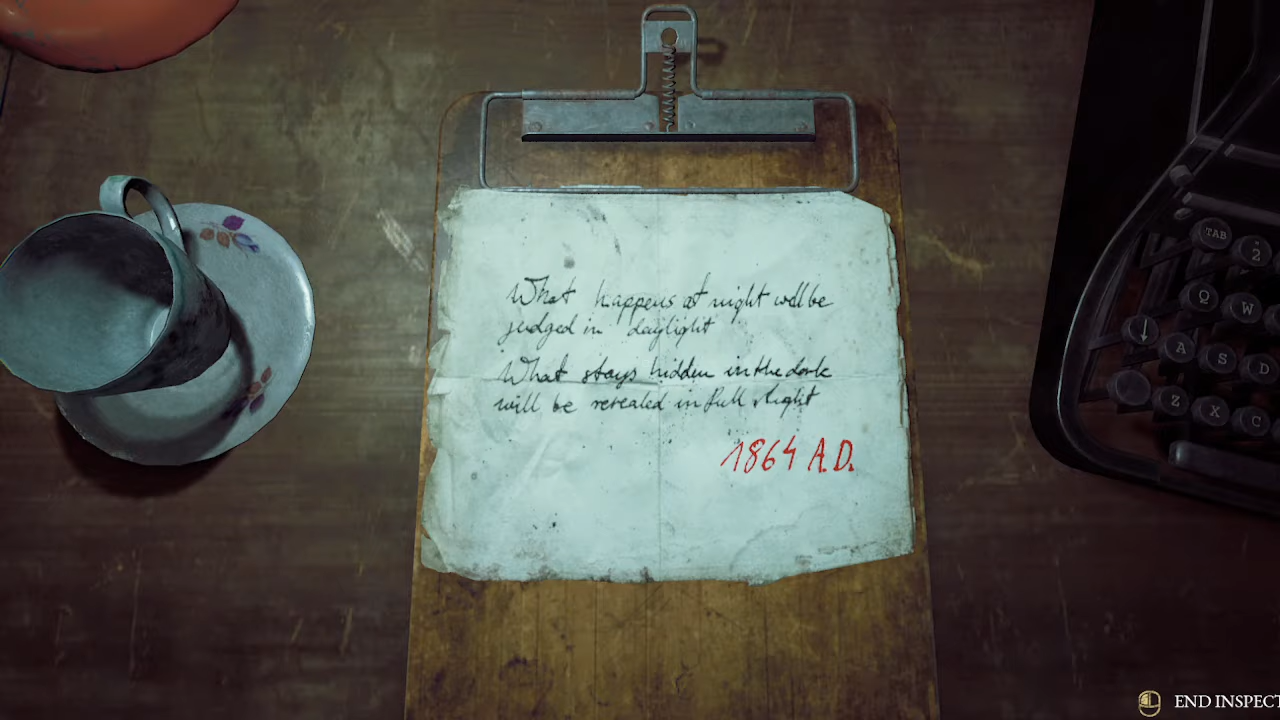 What happens at night will be
judged in daylight
What stays hidden in the dark
will be revealed in full
1864 A.D.
TAB
2
Q W
A S D
Z X C
END INSPECT